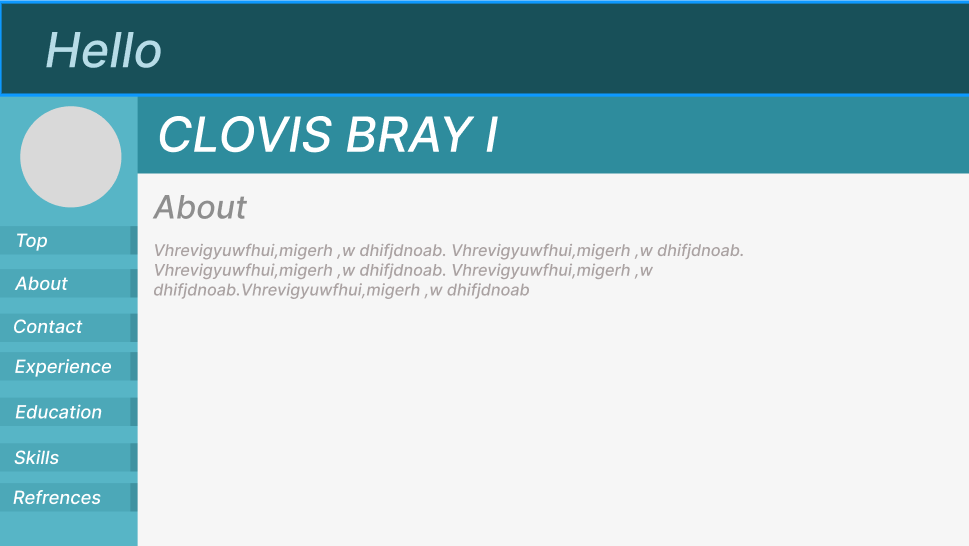 Hello
CLOVIS BRAY I
About
Vhrevigyuwfhui,migerh ,w dhifjdnoab. Vhrevigyuwfhui,migerh ,w dhifjdnoab.
Vhrevigyuwfhui,migerh ,w dhifjdnoab. Vhrevigyuwfhui,migerh ,w
dhifjdnoab.Vhrevigyuwfhui,migerh ,w dhifjdnoab
Top
About
Contact
Experience
Education
Skills
Refrences